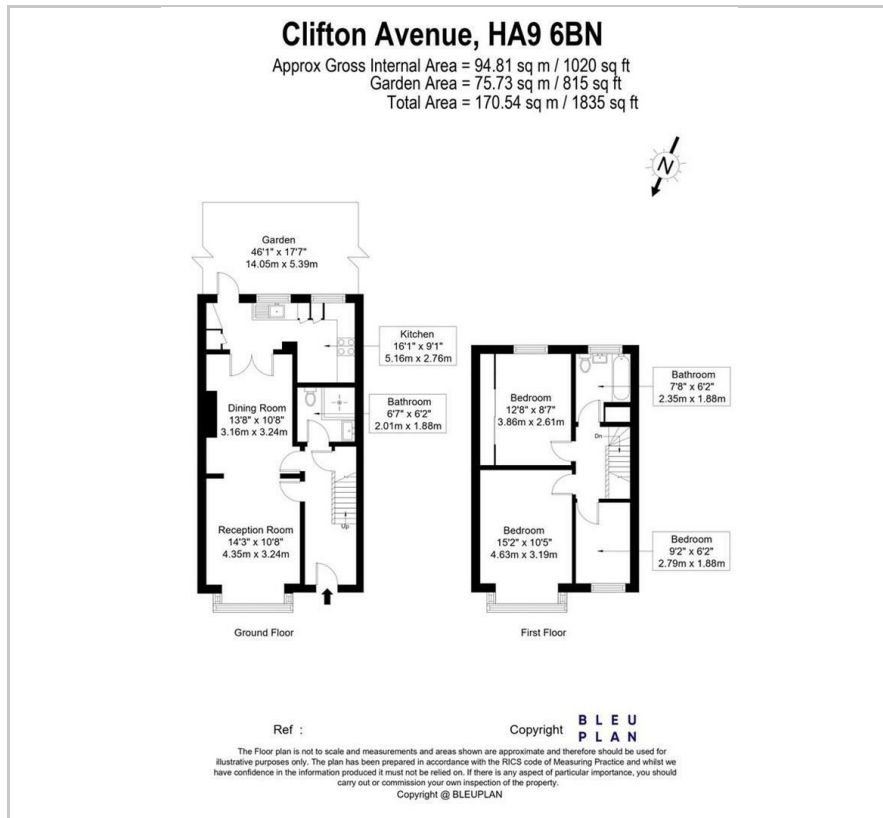 Clifton Avenue, HA9 6BN
Approx Gross Internal Area = 94.81 sq m / 1020 sq ft
Garden Area = 75.73 sq m / 815 sq ft
Total Area = 170.54 sq m / 1835 sq ft
N
Garden
46'1" x 17'7"
14.05m x 5.39m
Kitchen
16'1" x 9'1"
5.16m x 2.76m
Dining Room
13'8" x 10'8"
3.16m x 3.24m
Bathroom
6'7" x 6'2"
2.01m x 1.88m
Reception Room
14'3" x 10'8"
4.35m x 3.24m
Up
Ground Floor
Bedroom
12'8" x 8'7"
3.86m x 2.61m
Bathroom
7'8" x 6'2"
2.35m x 1.88m
Dn
Bedroom
15'2" x 10'5"
4.63m x 3.19m
Bedroom
9'2" x 6'2"
2.79m x 1.88m
First Floor
Ref :
Copyright
BLEU
PLAN
The Floor plan is not to scale and measurements and areas shown are approximate and therefore should be used for
illustrative purposes only. The plan has been prepared in accordance with the RICS code of Measuring Practice and whilst we
have confidence in the information produced it must not be relied on. If there is any aspect of particular importance, you should
carry out or commission your own inspection of the property.
Copyright @ BLEUPLAN